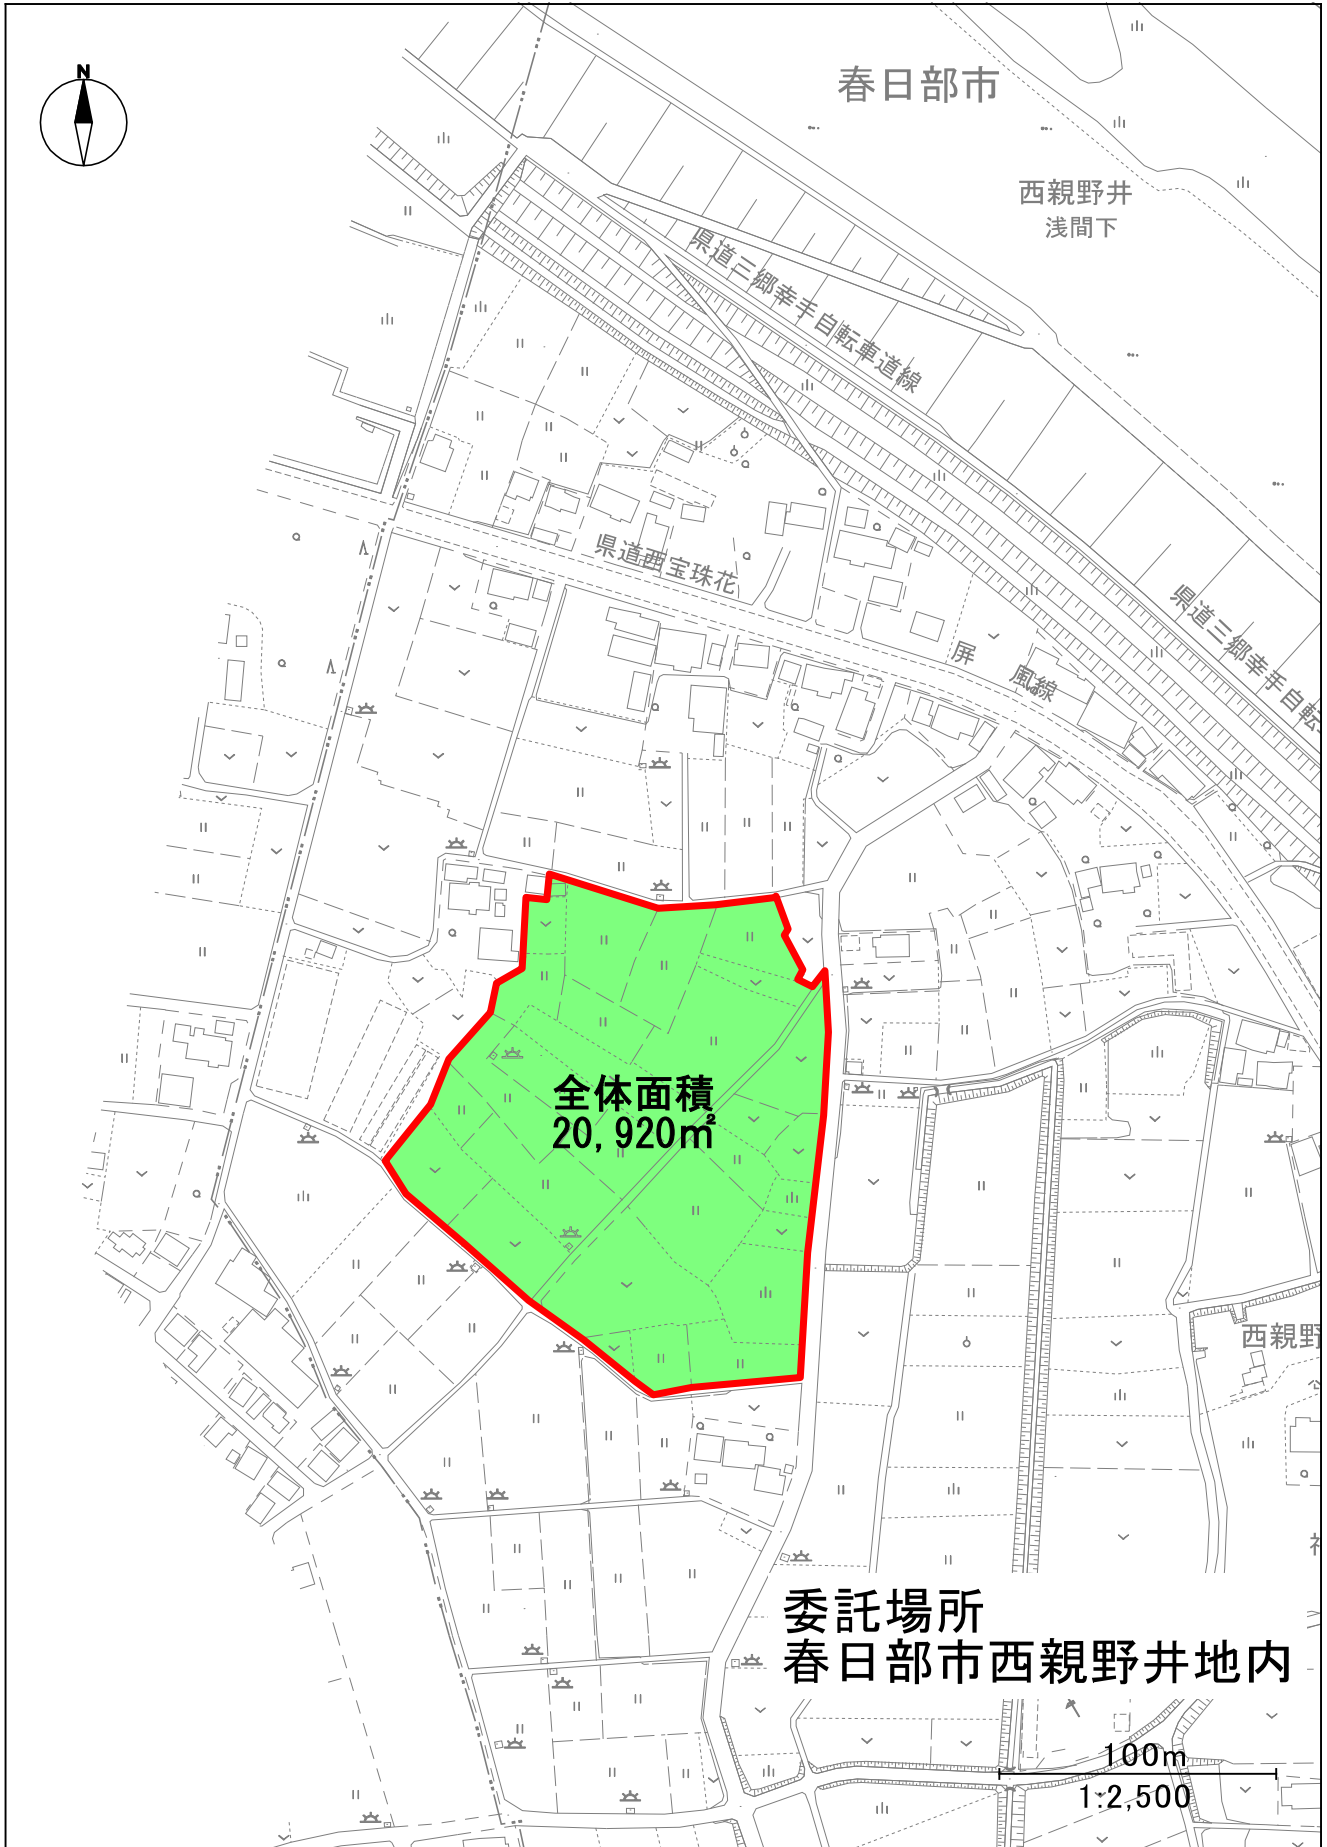 N
春日部市
西親野井
浅間下
県道三郷幸手自転車道線
県道西宝珠花
屏風線
県道三郷幸手自転
全体面積
20,920㎡
西親野
委託場所
春日部市西親野井地内
100m
1:2,500